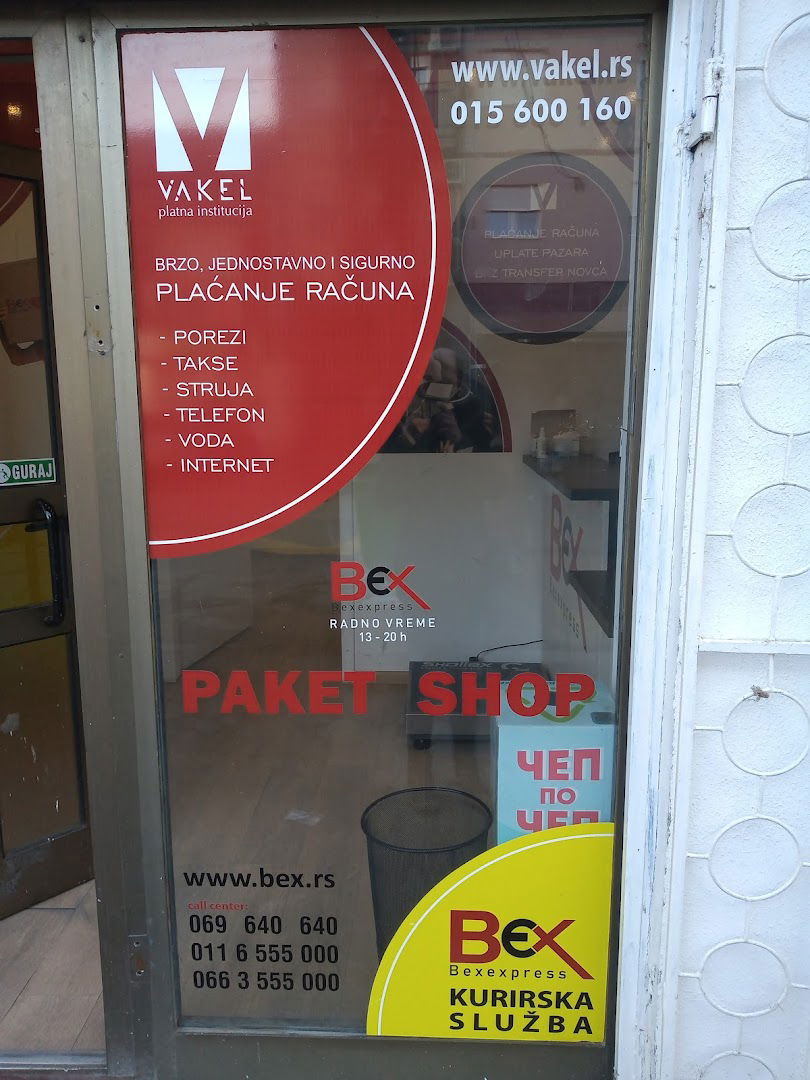 VAKEL
platna institucija
BRZO, JEDNOSTAVNO I SIGURNO
PLAĆANJE RAČUNA
- POREZI
- TAKSE
- STRUJA
- TELEFON
- VODA
- INTERNET
www.vakel.rs
015 600 160
PLAĆANJE RAČUNA
UPLATE PAZARA
BRZ TRANSFER NOVCA
GURAJ
BEX
Bexexpress
RADNO VREME
13 - 20 h
BEX
Bexexpress
PAKET SHOP
ЧЕП
ПО
ЧЕП
www.bex.rs
call center:
069 640 640
011 6 555 000
066 3 555 000
BEX
Bexexpress
KURIRSKA
SLUŽBA